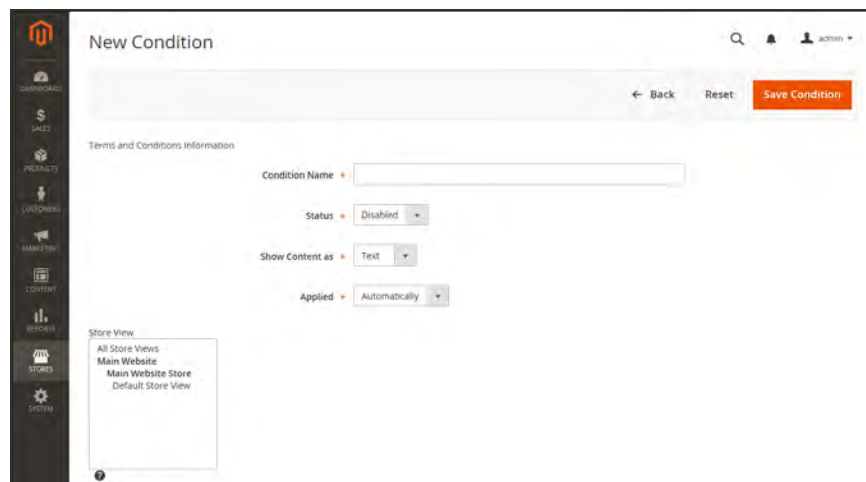 New Condition
admin
← Back
Reset
Save Condition
DASHBOARD
SALES
PRODUCTS
CUSTOMERS
MARKETING
CONTENT
REPORTS
STORES
SYSTEM
Terms and Conditions Information
Condition Name *
Status * Disabled
Show Content as * Text
Applied * Automatically
Store View
All Store Views
Main Website
Main Website Store
Default Store View
?